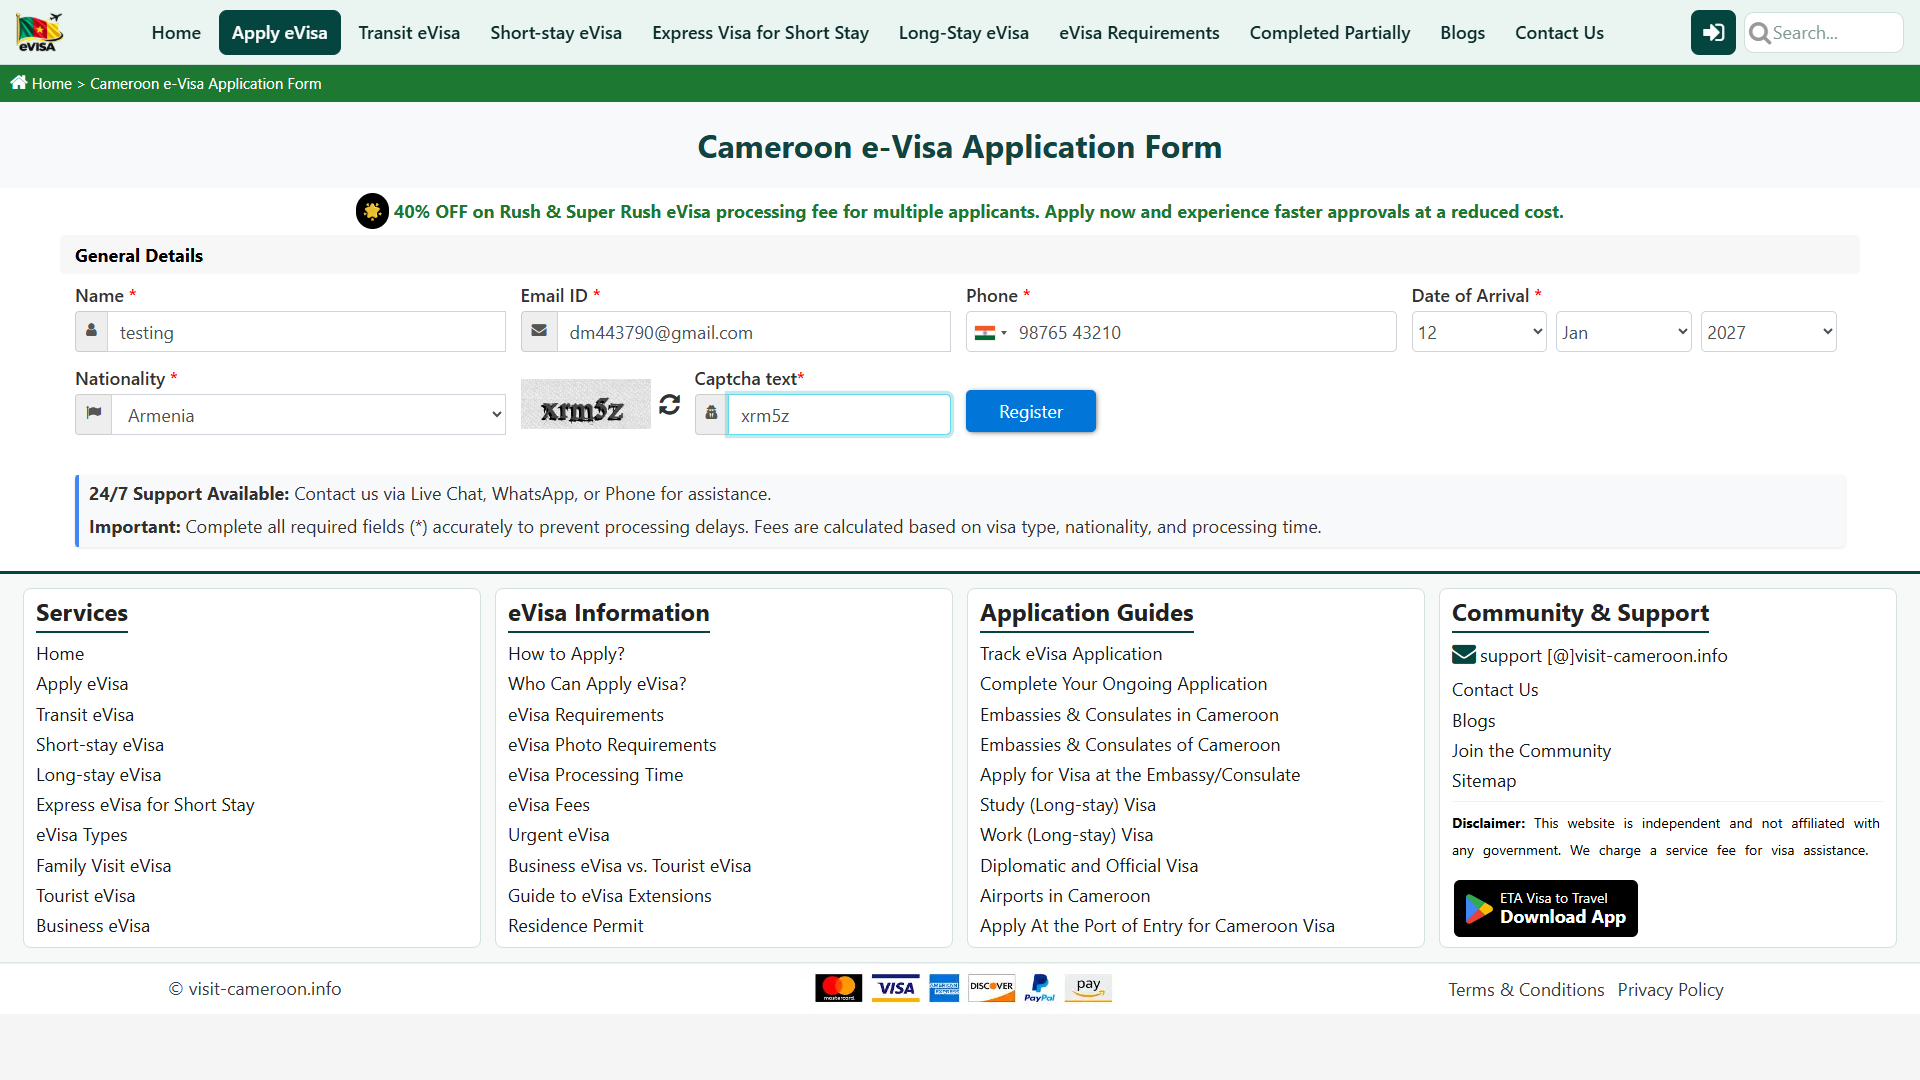 eVISA
Home
Apply eVisa
Transit eVisa
Short-stay eVisa
Express Visa for Short Stay
Long-Stay eVisa
eVisa Requirements
Completed Partially
Blogs
Contact Us
Search...
Home > Cameroon e-Visa Application Form
Cameroon e-Visa Application Form
40% OFF on Rush & Super Rush eVisa processing fee for multiple applicants. Apply now and experience faster approvals at a reduced cost.
General Details
Name *
Email ID *
Phone *
Date of Arrival *
testing
dm443790@gmail.com
98765 43210
12
Jan
2027
Nationality *
Captcha text*
Armenia
xrm5z
xrm5z
Register
24/7 Support Available: Contact us via Live Chat, WhatsApp, or Phone for assistance.
Important: Complete all required fields (*) accurately to prevent processing delays. Fees are calculated based on visa type, nationality, and processing time.
Services
Home
Apply eVisa
Transit eVisa
Short-stay eVisa
Long-stay eVisa
Express eVisa for Short Stay
eVisa Types
Family Visit eVisa
Tourist eVisa
Business eVisa
eVisa Information
How to Apply?
Who Can Apply eVisa?
eVisa Requirements
eVisa Photo Requirements
eVisa Processing Time
eVisa Fees
Urgent eVisa
Business eVisa vs. Tourist eVisa
Guide to eVisa Extensions
Residence Permit
Application Guides
Track eVisa Application
Complete Your Ongoing Application
Embassies & Consulates in Cameroon
Embassies & Consulates of Cameroon
Apply for Visa at the Embassy/Consulate
Study (Long-stay) Visa
Work (Long-stay) Visa
Diplomatic and Official Visa
Airports in Cameroon
Apply At the Port of Entry for Cameroon Visa
Community & Support
support [@]visit-cameroon.info
Contact Us
Blogs
Join the Community
Sitemap
Disclaimer: This website is independent and not affiliated with
any government. We charge a service fee for visa assistance.
ETA Visa to Travel
Download App
© visit-cameroon.info
mastercard
VISA
AMERICAN EXPRESS
DISCOVER
PayPal
pay
Terms & Conditions
Privacy Policy